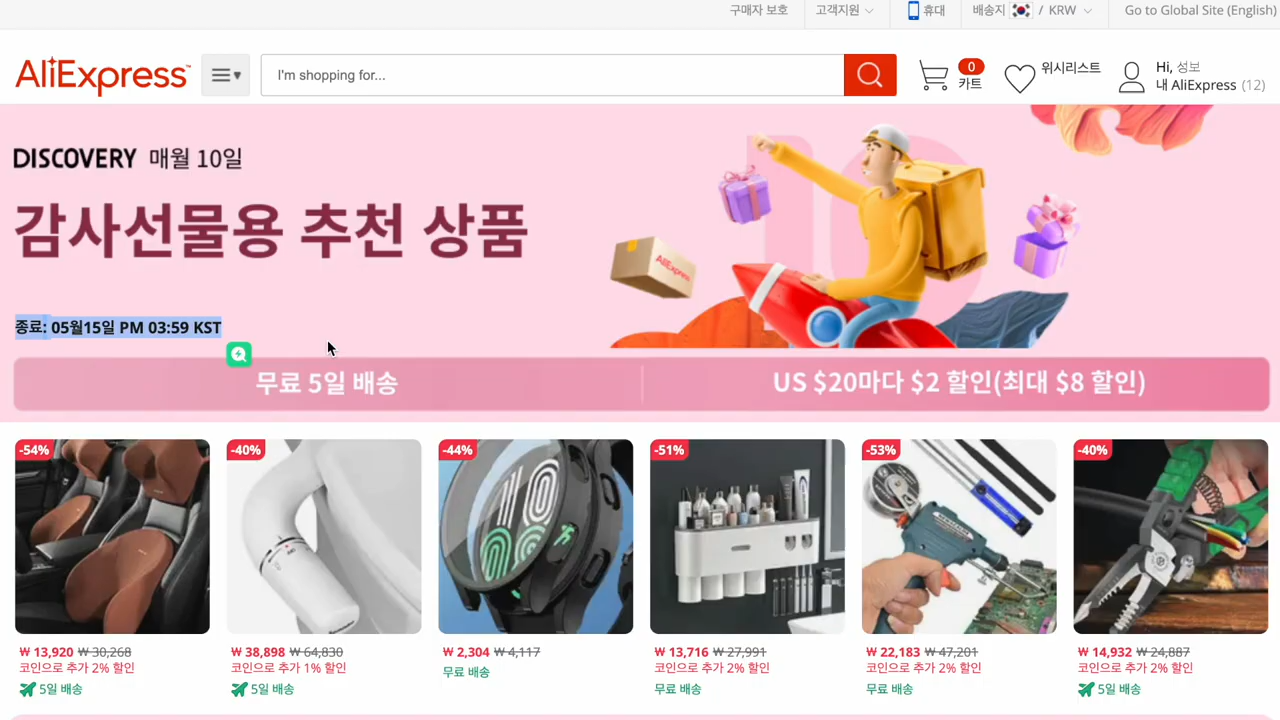 구매자 보호
고객지원
휴대
배송지 / KRW
Go to Global Site (English)
AliExpress
I'm shopping for...
0
카트
위시리스트
Hi, 성보
내 AliExpress (12)
DISCOVERY 매월 10일
감사선물용 추천 상품
AliExpress
종료: 05월15일 PM 03:59 KST
무료 5일 배송
US $20마다 $2 할인(최대 $8 할인)
-54%
-40%
-44%
-51%
-53%
-40%
₩ 13,920 ₩ 30,268
코인으로 추가 2% 할인
5일 배송
₩ 38,898 ₩ 64,830
코인으로 추가 1% 할인
5일 배송
₩ 2,304 ₩ 4,117
무료 배송
₩ 13,716 ₩ 27,991
코인으로 추가 2% 할인
무료 배송
₩ 22,183 ₩ 47,201
코인으로 추가 2% 할인
무료 배송
₩ 14,932 ₩ 24,887
코인으로 추가 2% 할인
5일 배송